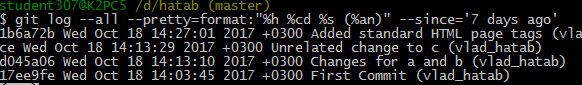 student307@K2PC5 /d/hatab (master)
$ git log --all --pretty=format:"%h %cd %s (%an)" --since='7 days ago'
1b6a72b Wed Oct 18 14:27:01 2017 +0300 Added standard HTML page tags (vla
ce Wed Oct 18 14:13:29 2017 +0300 Unrelated change to c (vlad_hatab)
d045a06 Wed Oct 18 14:13:10 2017 +0300 Changes for a and b (vlad_hatab)
17ee9fe Wed Oct 18 14:03:45 2017 +0300 First Commit (vlad_hatab)